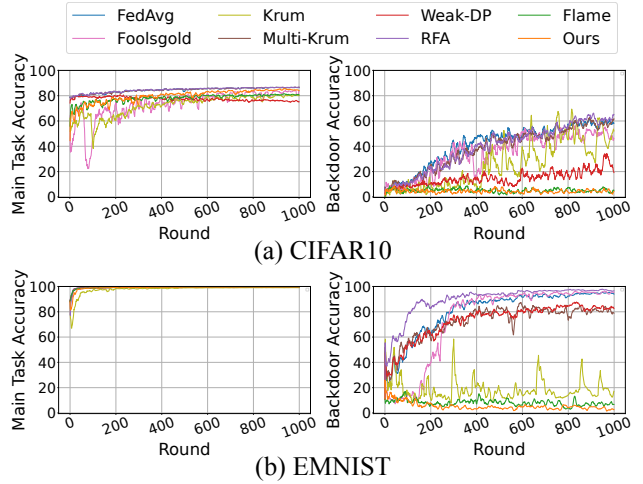 FedAvg Krum Weak-DP Flame
Foolsgold Multi-Krum RFA Ours
Main Task Accuracy
100
80
60
40
20
0
0 200 400 600 800 1000
Round
Backdoor Accuracy
100
80
60
40
20
0
0 200 400 600 800 1000
Round
(a) CIFAR10
Main Task Accuracy
100
80
60
40
20
0
0 200 400 600 800 1000
Round
Backdoor Accuracy
100
80
60
40
20
0
0 200 400 600 800 1000
Round
(b) EMNIST